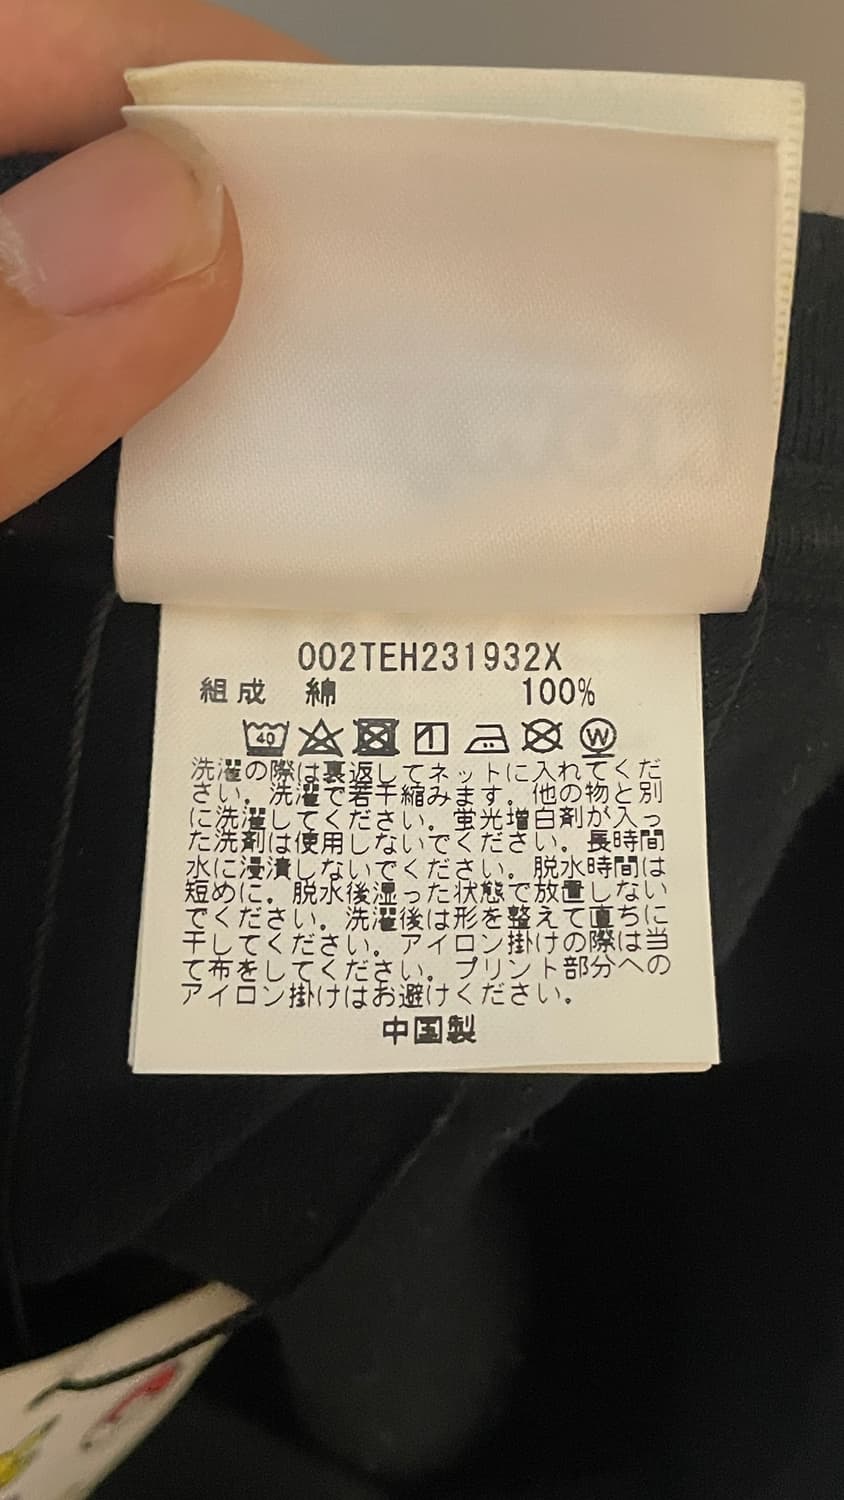 002TEH231932X
組成 綿 100%
40
W
洗濯の際は裏返してネットに入れてくだ
さい。洗濯で若干縮みます。他の物と別
に洗濯してください。蛍光増白剤が入っ
た洗剤は使用しないでください。長時間
水に浸漬しないでください。脱水時間は
短めに。脱水後湿った状態で放置しない
でください。洗濯後は形を整えて直ちに
干してください。アイロン掛けの際は当
て布をしてください。プリント部分への
アイロン掛けはお避けください。
中国製